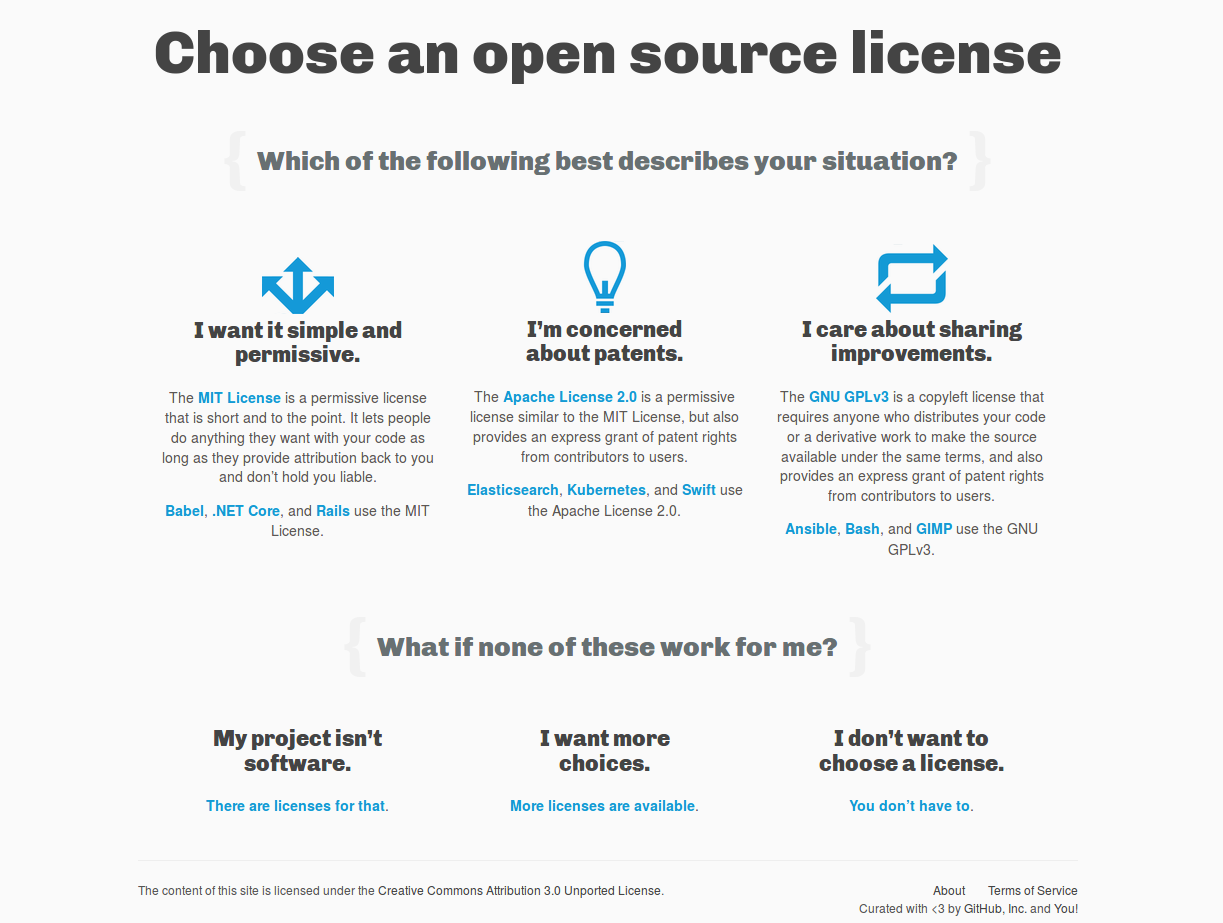 Choose an open source license
{ Which of the following best describes your situation? }
I want it simple and
permissive.
The MIT License is a permissive license
that is short and to the point. It lets people
do anything they want with your code as
long as they provide attribution back to you
and don’t hold you liable.
Babel, .NET Core, and Rails use the MIT
License.
I’m concerned
about patents.
The Apache License 2.0 is a permissive
license similar to the MIT License, but also
provides an express grant of patent rights
from contributors to users.
Elasticsearch, Kubernetes, and Swift use
the Apache License 2.0.
I care about sharing
improvements.
The GNU GPLv3 is a copyleft license that
requires anyone who distributes your code
or a derivative work to make the source
available under the same terms, and also
provides an express grant of patent rights
from contributors to users.
Ansible, Bash, and GIMP use the GNU
GPLv3.
{ What if none of these work for me? }
My project isn’t
software.
There are licenses for that.
I want more
choices.
More licenses are available.
I don’t want to
choose a license.
You don’t have to.
The content of this site is licensed under the Creative Commons Attribution 3.0 Unported License.
About Terms of Service
Curated with <3 by GitHub, Inc. and You!